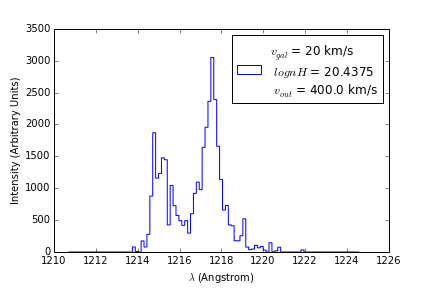 3500
3000
2500
2000
1500
1000
500
0
1210 1212 1214 1216 1218 1220 1222 1224 1226
λ (Angstrom)
Intensity (Arbitrary Units)
v_gal = 20 km/s
lognH = 20.4375
v_out = 400.0 km/s